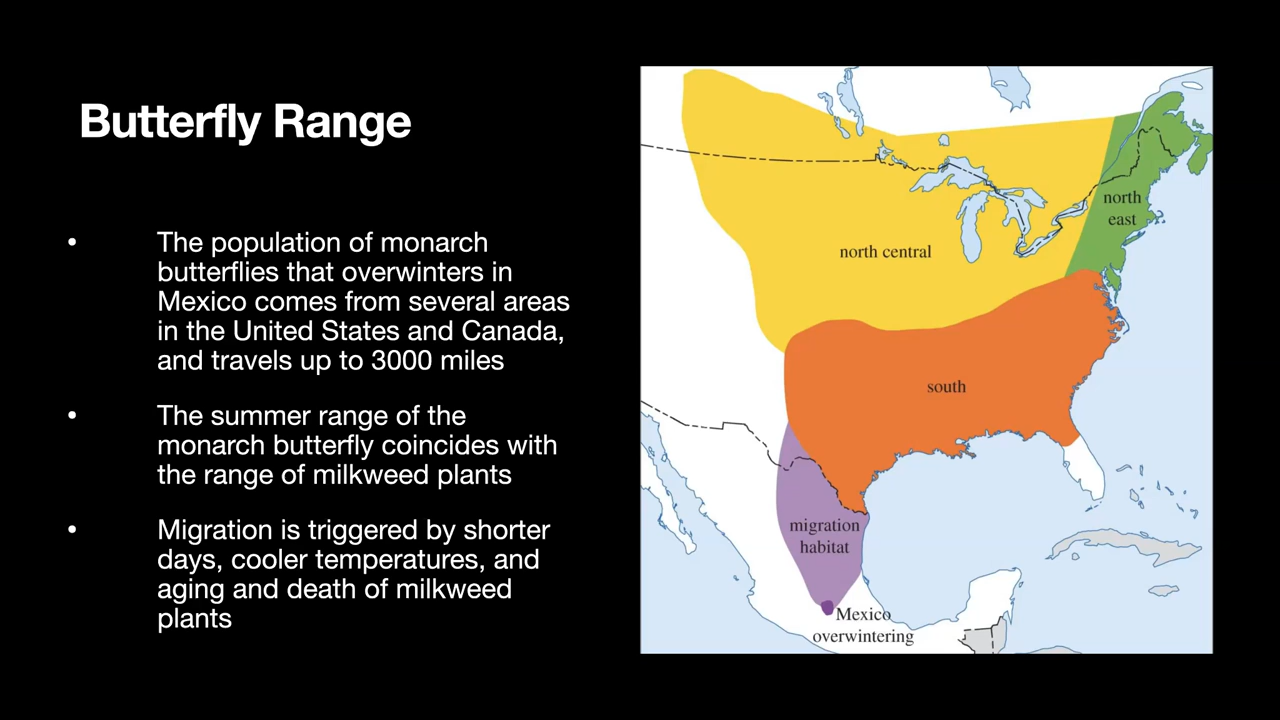 Butterfly Range
• The population of monarch
butterflies that overwinters in
Mexico comes from several areas
in the United States and Canada,
and travels up to 3000 miles
• The summer range of the
monarch butterfly coincides with
the range of milkweed plants
• Migration is triggered by shorter
days, cooler temperatures, and
aging and death of milkweed
plants
north
east
north central
south
migration
habitat
Mexico
overwintering